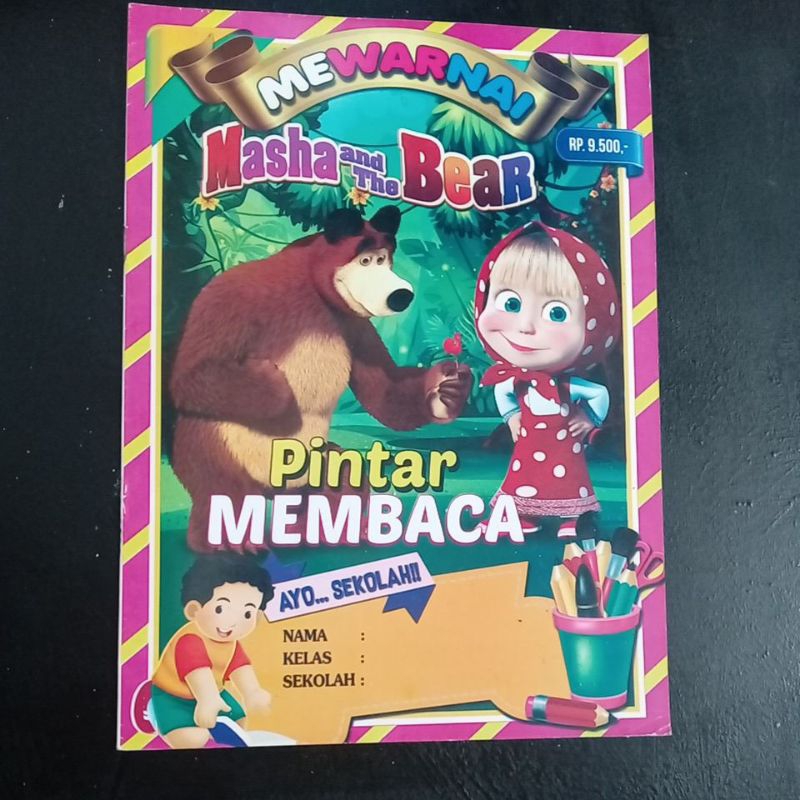 MEWARNAI
Masha and The Bear
RP. 9.500,-
Pintar
MEMBACA
AYO... SEKOLAH!!
NAMA :
KELAS :
SEKOLAH :